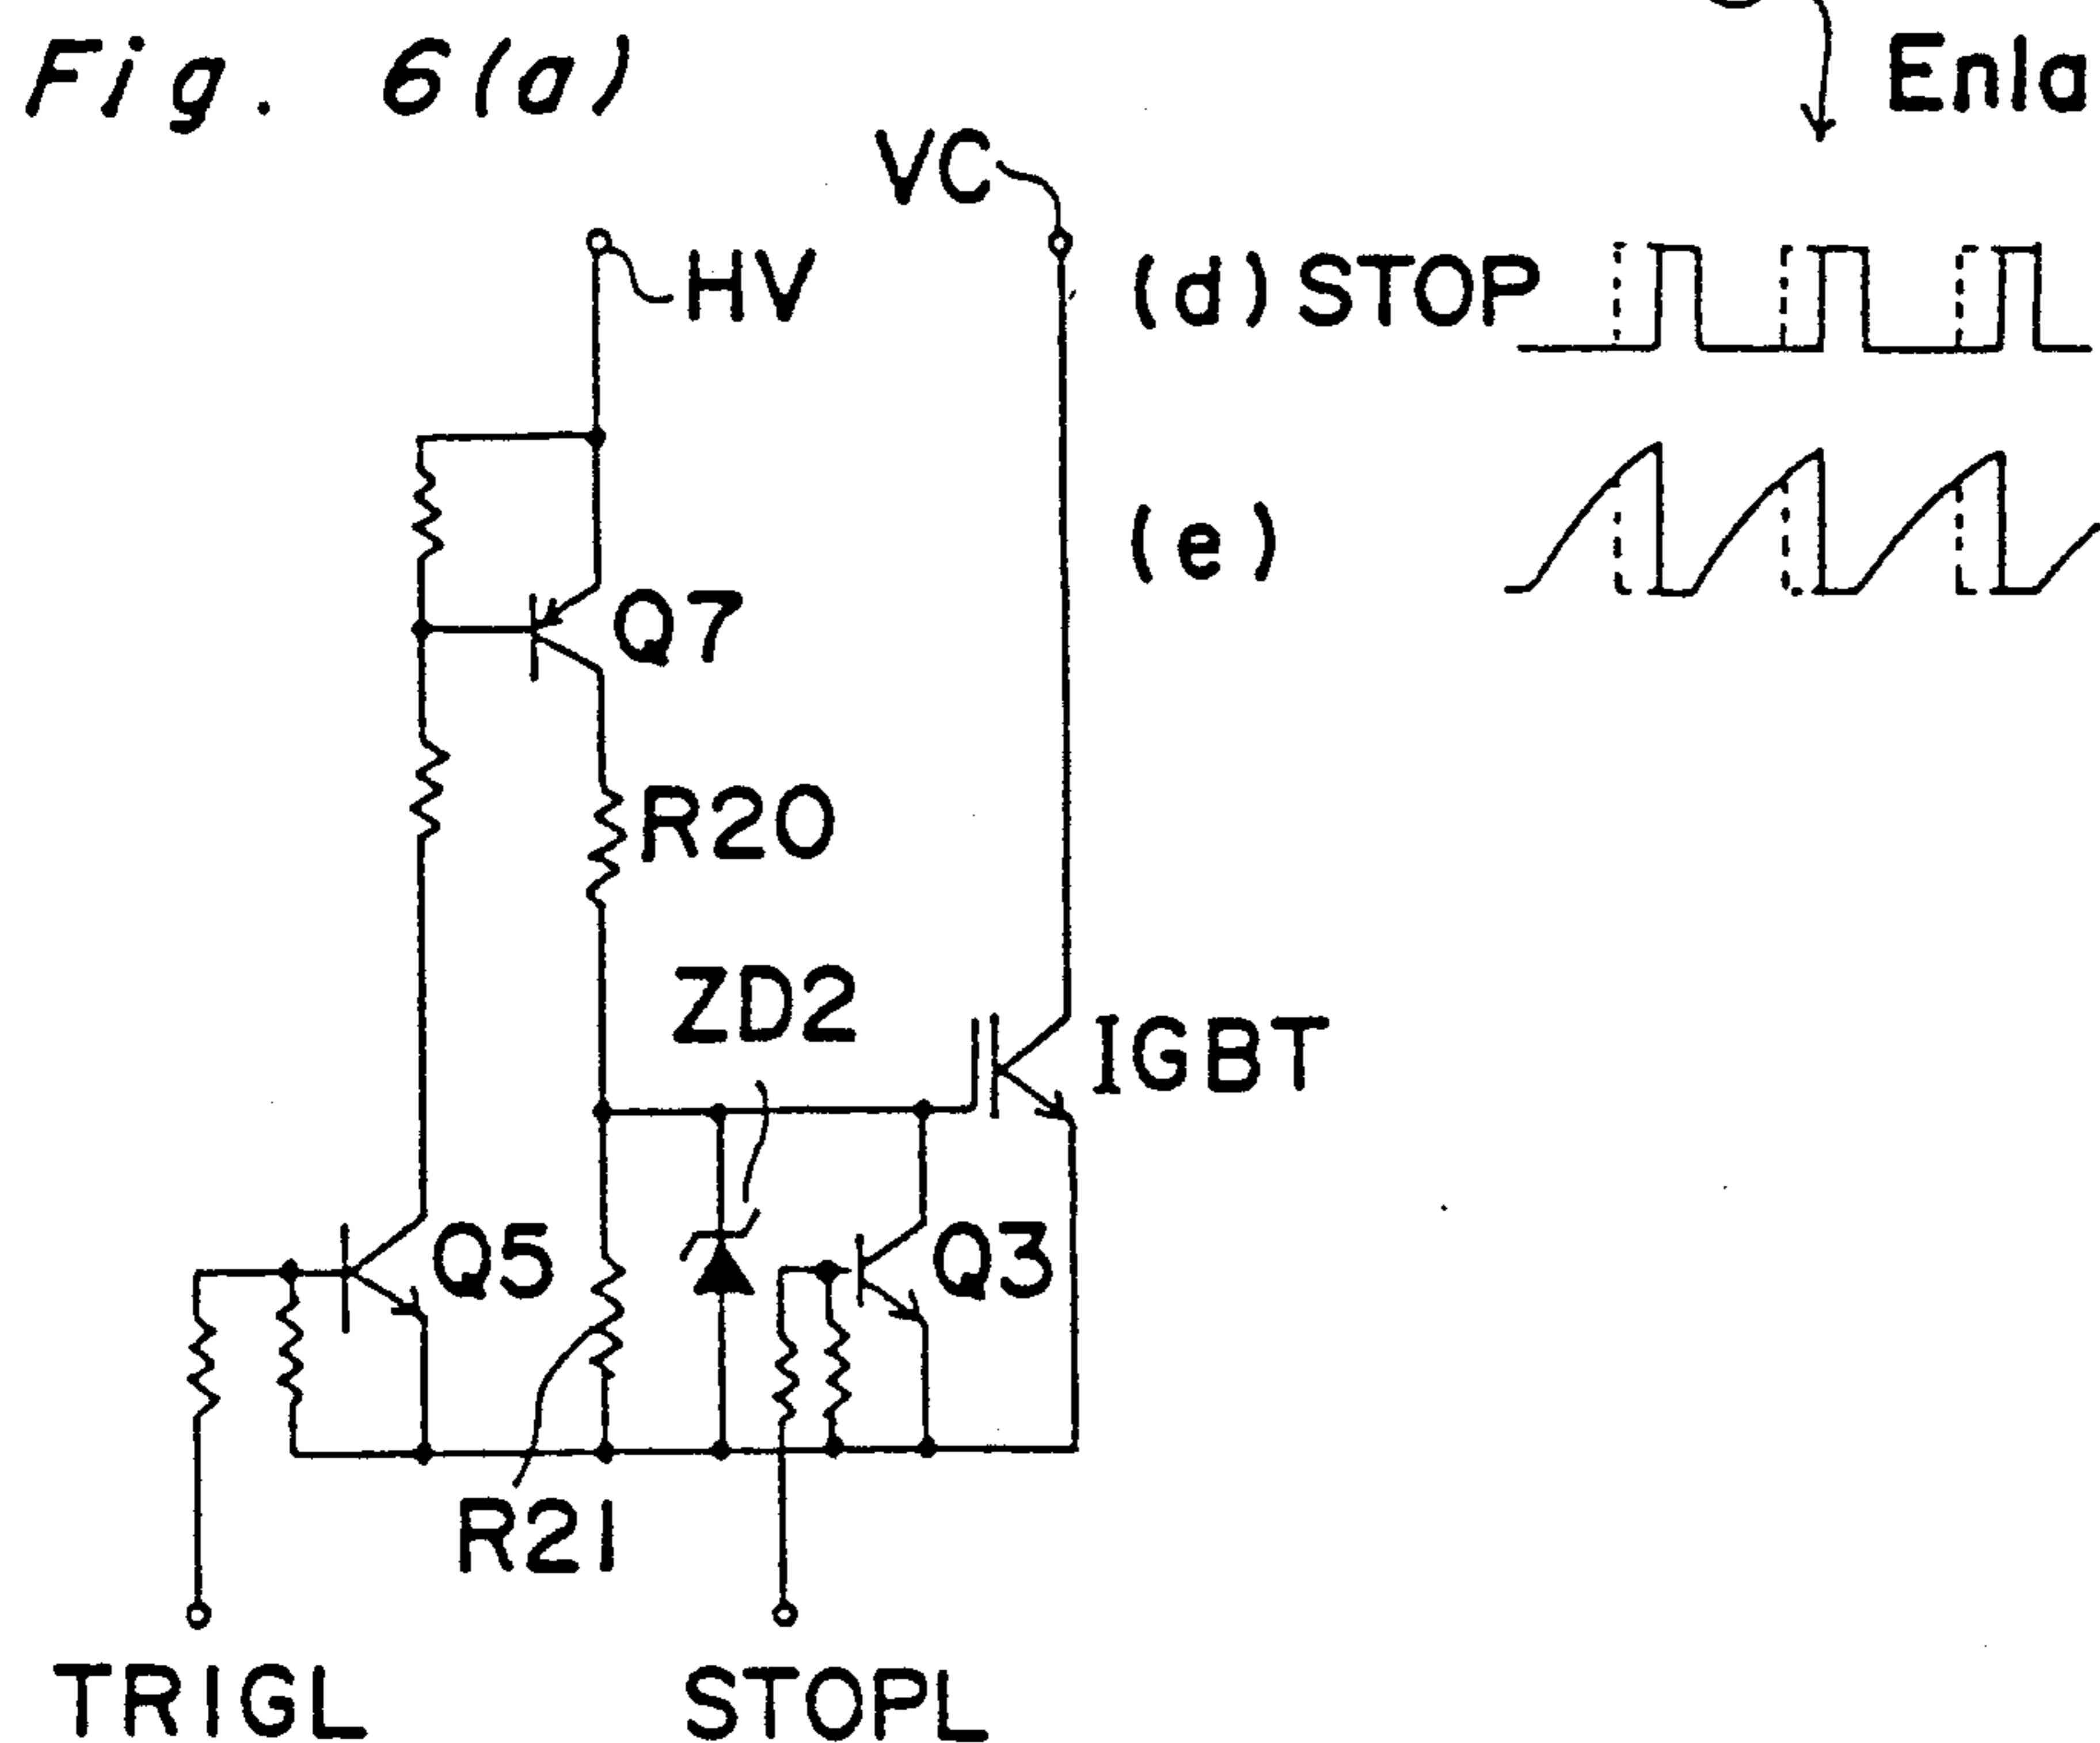 Fig. 6(a)
Enla
VC
HV
(d) STOP
(e)
Q7
R20
ZD2
IGBT
Q5
Q3
R21
TRIGL
STOPL